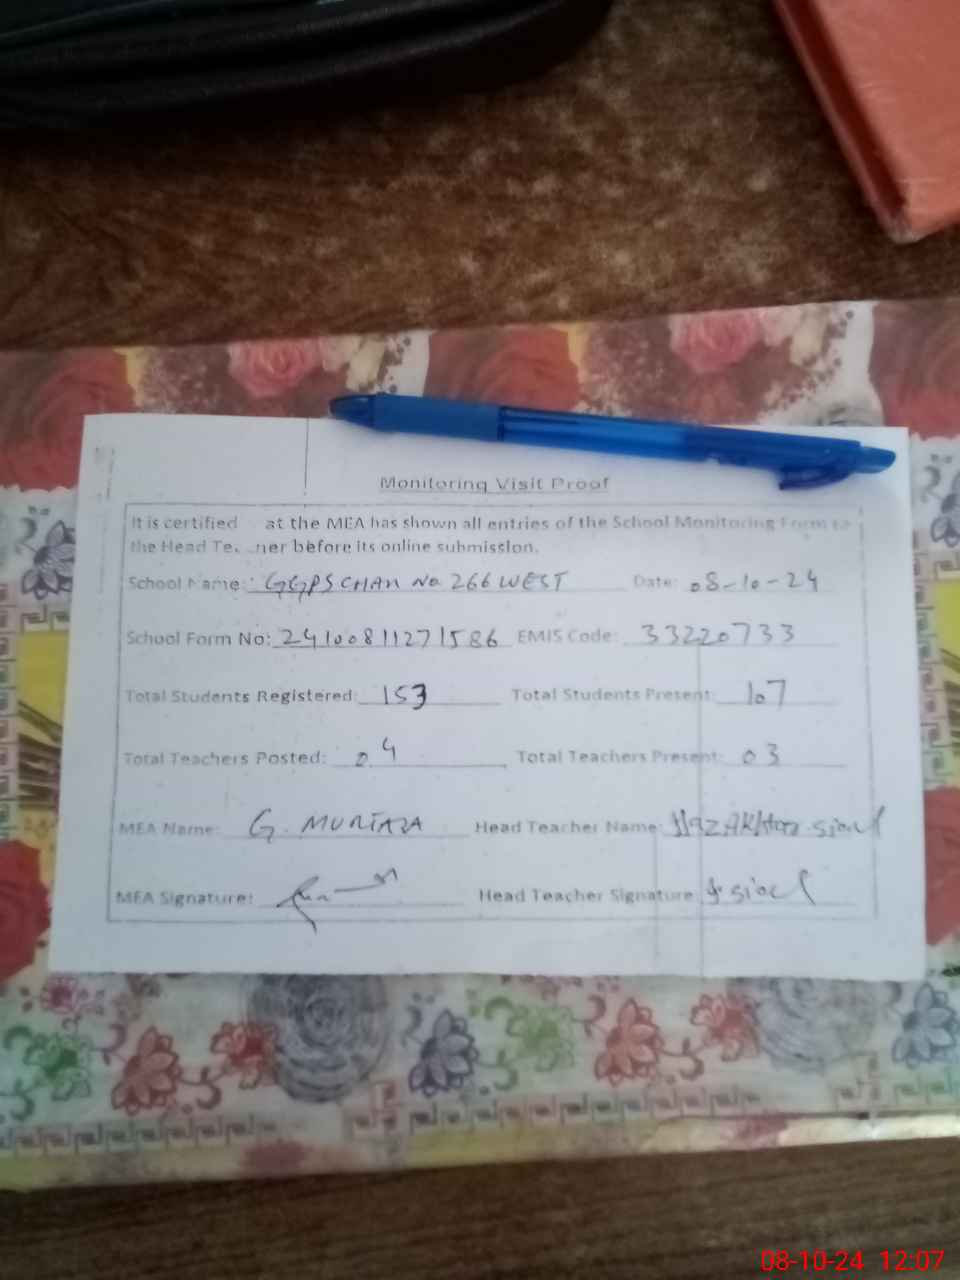 Monitoring Visit Proof
It is certified at the MEA has shown all entries of the School Monitoring Form to
the Head Te ner before its online submission.
School Name: GGPS CHAK No 266 WEST Date: 08-10-24
School Form No: 24100811271586 EMIS Code: 33220733
Total Students Registered: 153 Total Students Present: 107
Total Teachers Posted: 04 Total Teachers Present: 03
MEA Name: G. MURTAZA Head Teacher Name:
MEA Signature: Head Teacher Signature
08-10-24 12:07